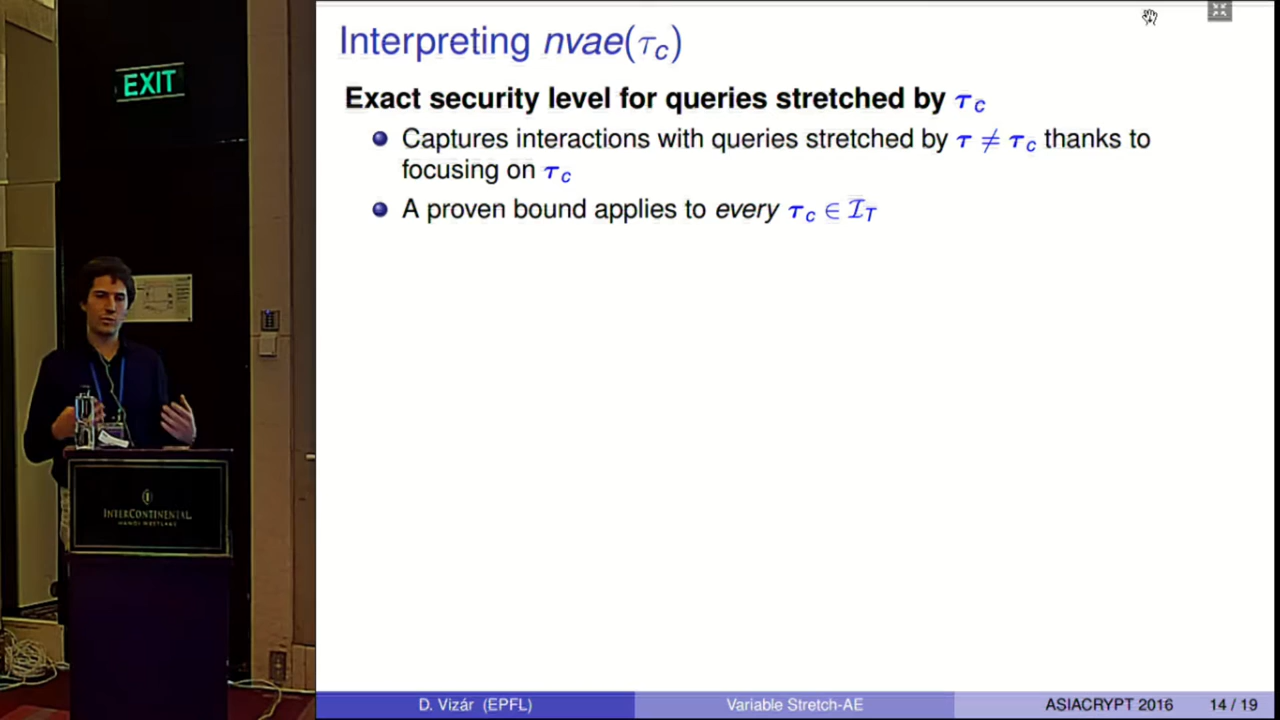 EXIT
INTERCONTINENTAL
HANOI WESTLAKE
Interpreting nvae(τc)
Exact security level for queries stretched by τc
Captures interactions with queries stretched by τ ≠ τc thanks to
focusing on τc
A proven bound applies to every τc ∈ IT
D. Vizár (EPFL) Variable Stretch-AE ASIACRYPT 2016 14 / 19